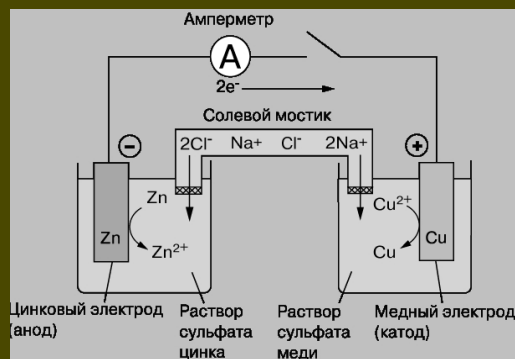 Амперметр
A
2e⁻
Солевой мостик
2Cl⁻ Na+ Cl⁻ 2Na+
− +
Zn Cu²⁺
Zn Cu
Zn²⁺ Cu
Цинковый электрод
(анод)
Раствор
сульфата
цинка
Раствор
сульфата
меди
Медный электрод
(катод)